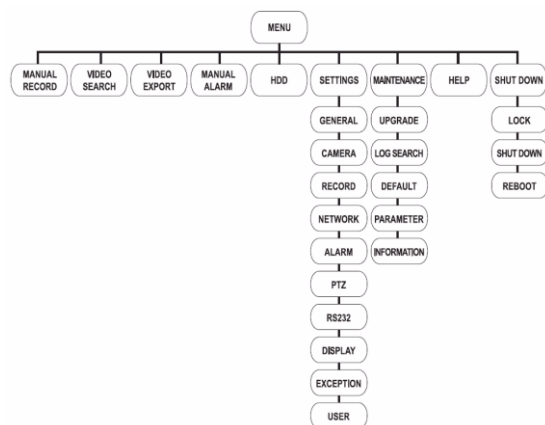 MENU
MANUAL
RECORD
VIDEO
SEARCH
VIDEO
EXPORT
MANUAL
ALARM
HDD
SETTINGS
MAINTENANCE
HELP
SHUT DOWN
GENERAL
CAMERA
RECORD
NETWORK
ALARM
PTZ
RS232
DISPLAY
EXCEPTION
USER
UPGRADE
LOG SEARCH
DEFAULT
PARAMETER
INFORMATION
LOCK
SHUT DOWN
REBOOT